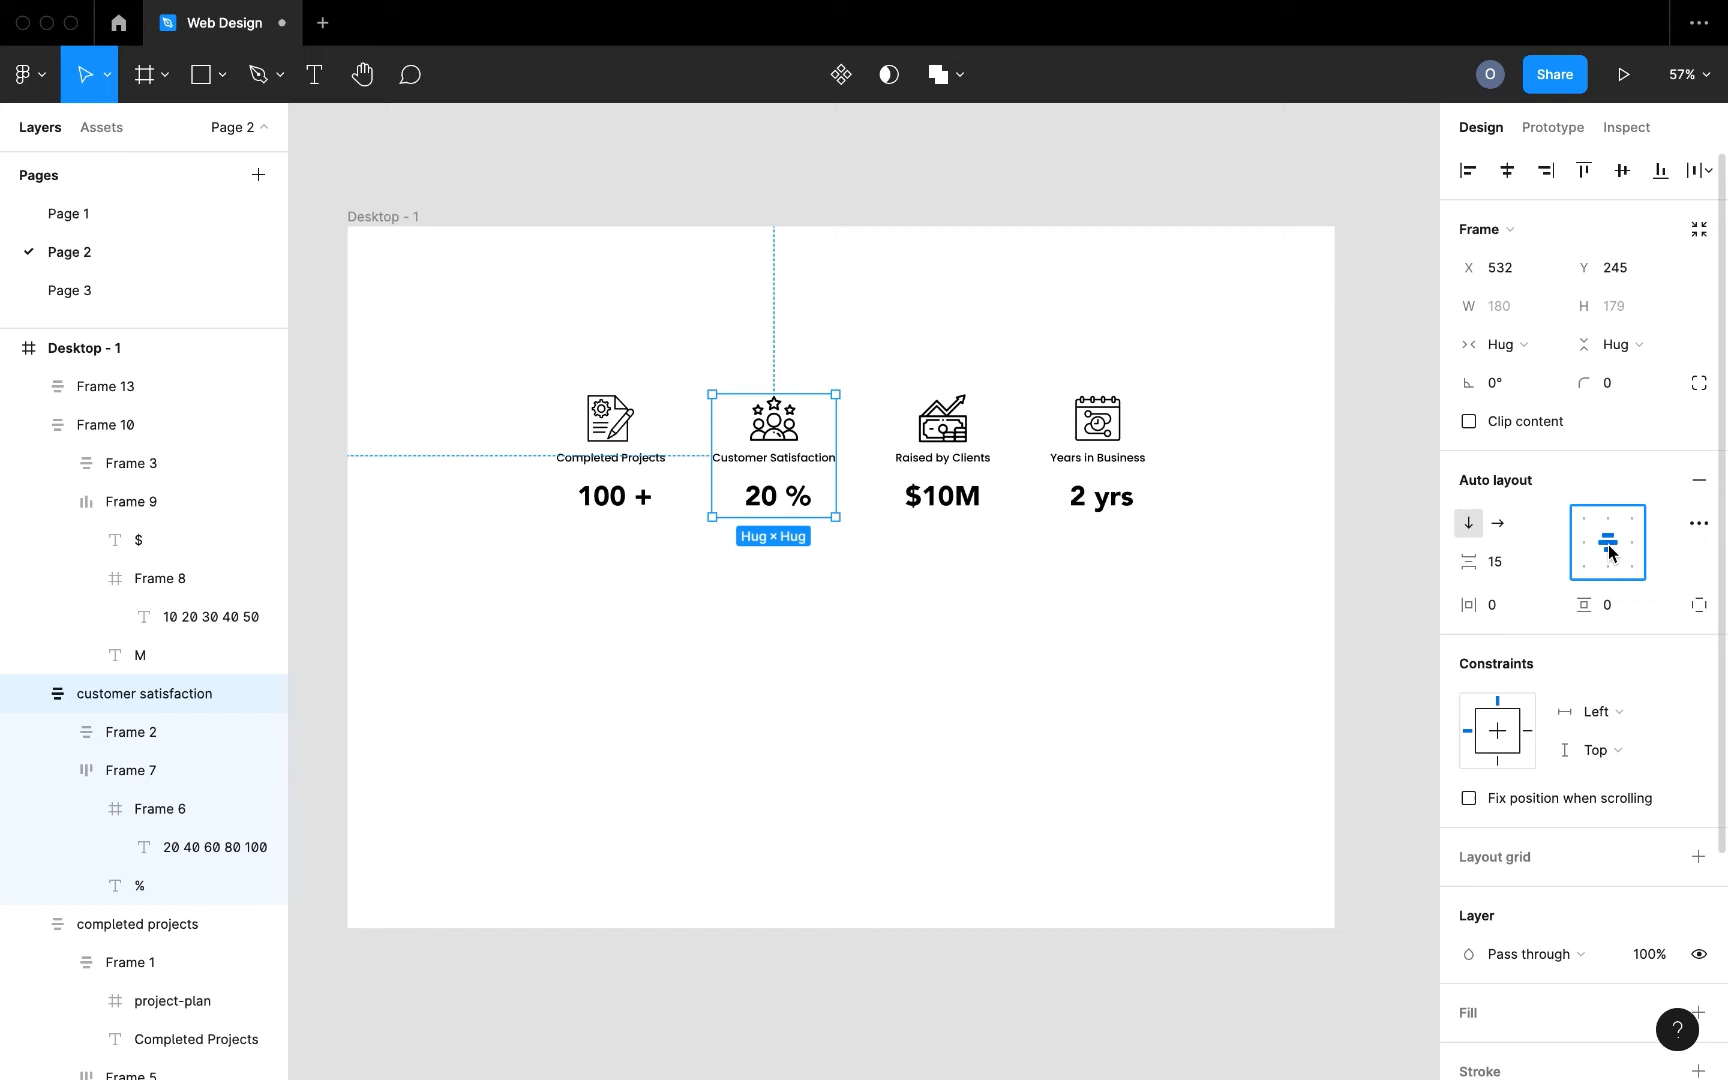 Web Design
O
Share
57%
Layers Assets Page 2
Pages
Page 1
Page 2
Page 3
Desktop - 1
Frame 13
Frame 10
Frame 3
Frame 9
$
Frame 8
10 20 30 40 50
M
customer satisfaction
Frame 2
Frame 7
Frame 6
20 40 60 80 100
%
completed projects
Frame 1
project-plan
Completed Projects
Frame 5
Desktop - 1
Completed Projects
100 +
Customer Satisfaction
20 %
Hug × Hug
Raised by Clients
$10M
Years in Business
2 yrs
Design Prototype Inspect
Frame
X 532 Y 245
W 180 H 179
Hug Hug
0° 0
Clip content
Auto layout
15
0 0
Constraints
Left
Top
Fix position when scrolling
Layout grid
Layer
Pass through 100%
Fill
?
Stroke